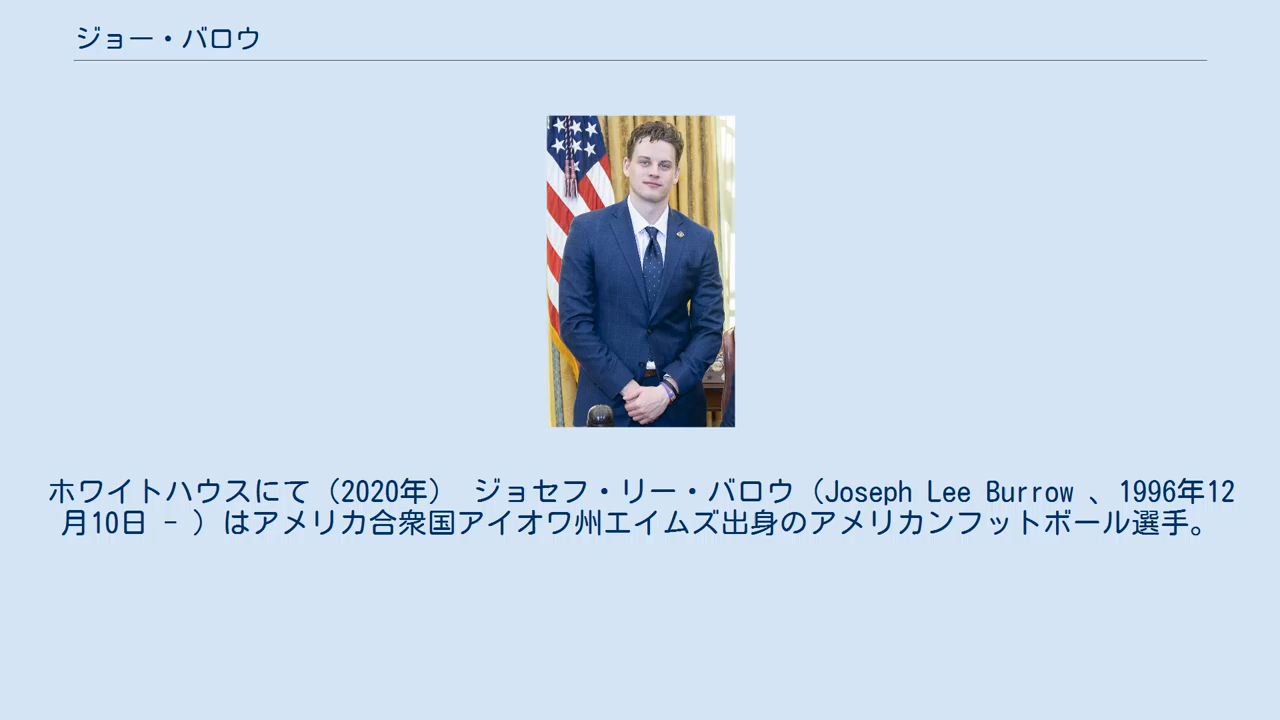 ジョー・バロウ
ホワイトハウスにて（2020年） ジョセフ・リー・バロウ（Joseph Lee Burrow 、1996年12
月10日 - ）はアメリカ合衆国アイオワ州エイムズ出身のアメリカンフットボール選手。